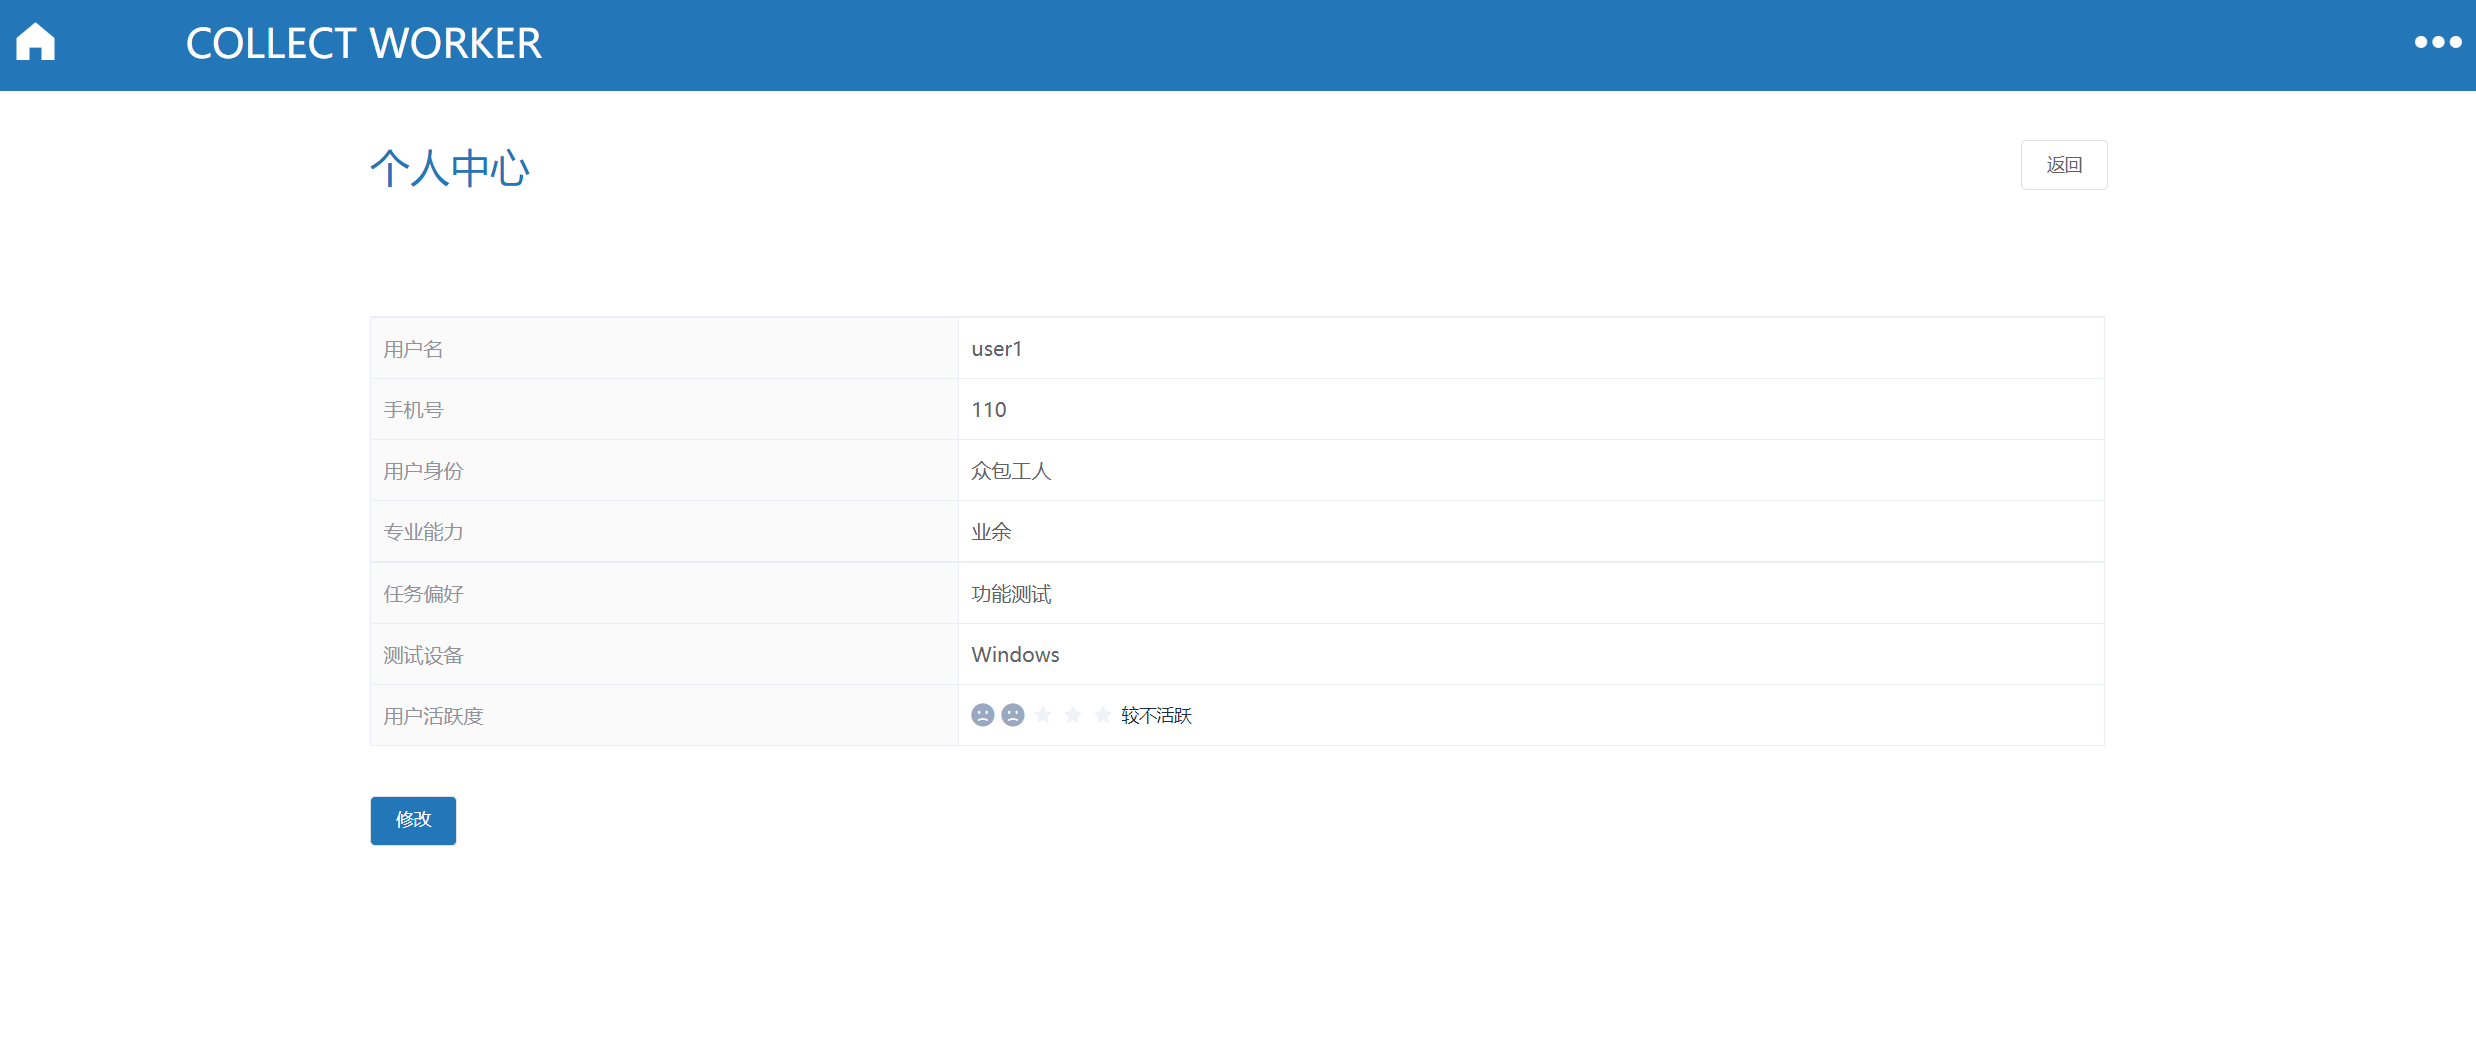 COLLECT WORKER
个人中心
返回
用户名 user1
手机号 110
用户身份 众包工人
专业能力 业余
任务偏好 功能测试
测试设备 Windows
用户活跃度 较不活跃
修改